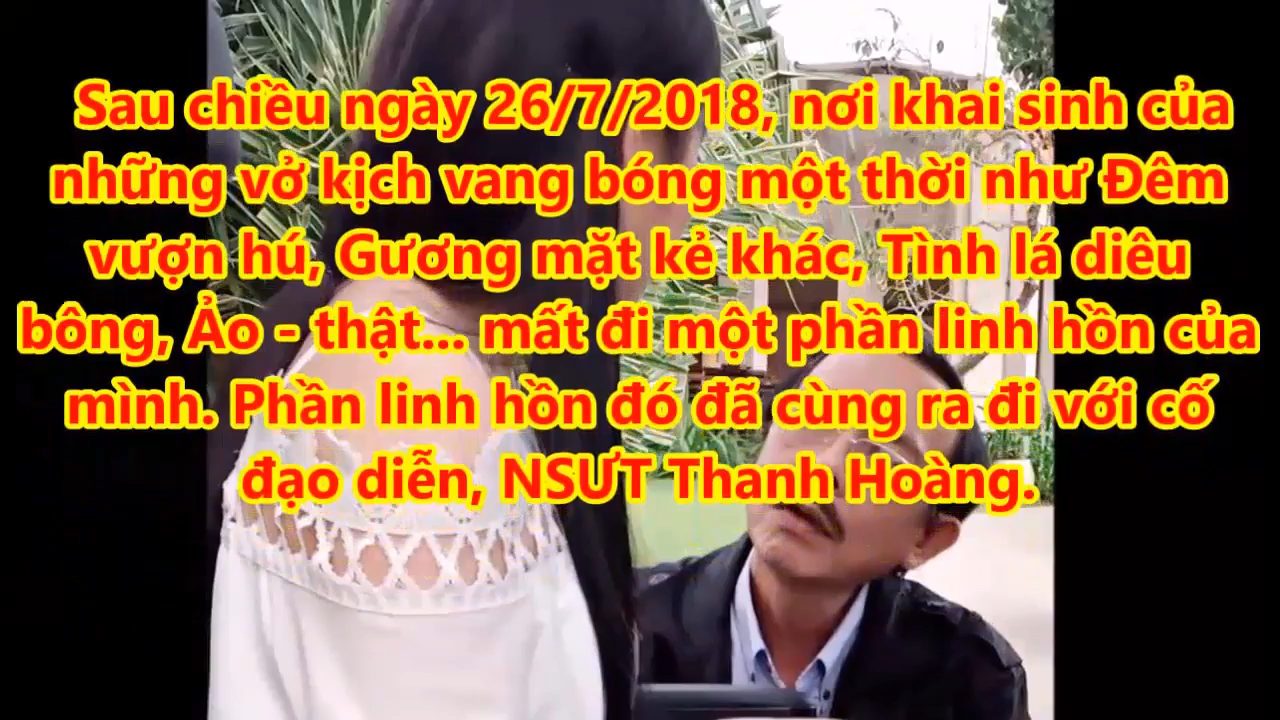 Sau chiều ngày 26/7/2018, nơi khai sinh của
những vở kịch vang bóng một thời như Đêm
vượn hú, Gương mặt kẻ khác, Tình lá diêu
bông, Ảo - thật... mất đi một phần linh hồn của
mình. Phần linh hồn đó đã cùng ra đi với cố
đạo diễn, NSƯT Thanh Hoàng.